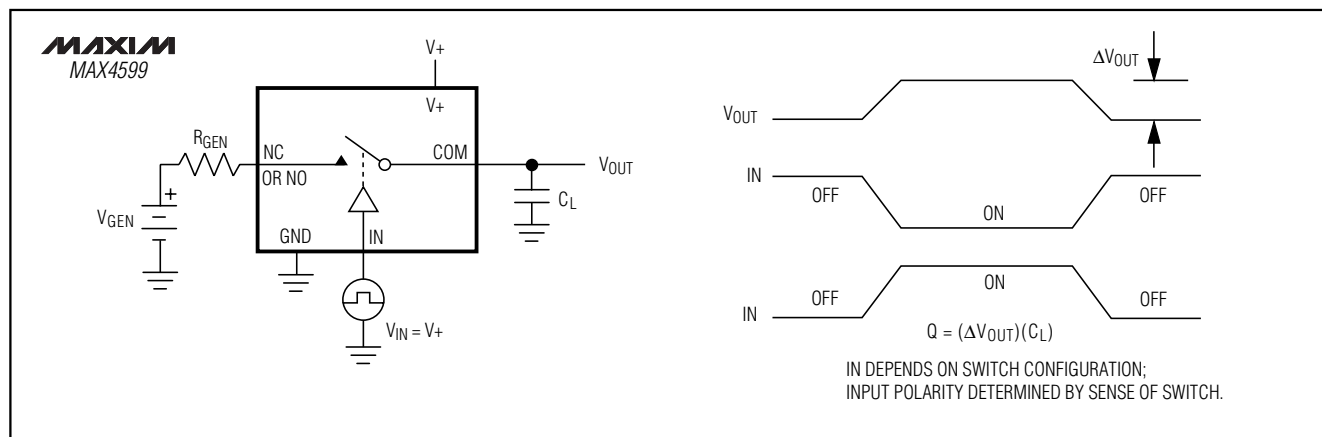 MAXIM
MAX4599
V+
V+
RGEN
NC
OR NO
COM
VOUT
CL
VGEN
+
GND
IN
VIN = V+
ΔVOUT
VOUT
IN
OFF
ON
OFF
IN
OFF
ON
OFF
Q = (ΔVOUT)(CL)
IN DEPENDS ON SWITCH CONFIGURATION;
INPUT POLARITY DETERMINED BY SENSE OF SWITCH.